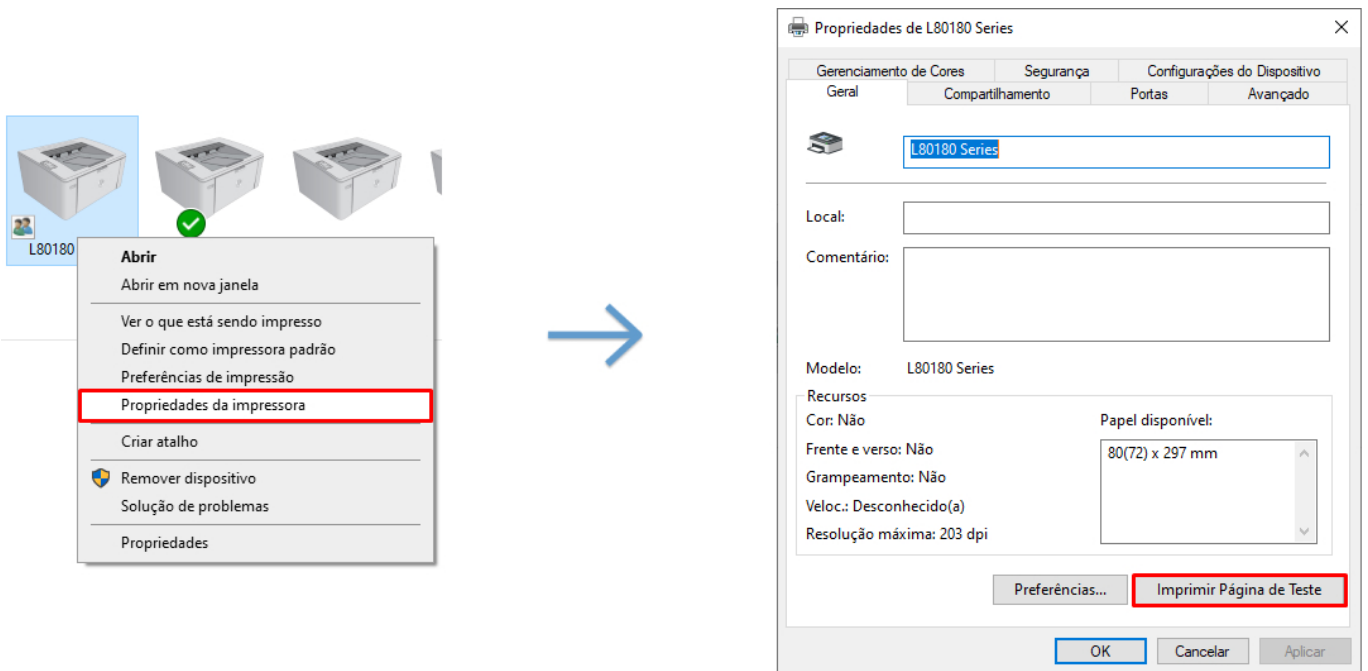 L80180
Abrir
Abrir em nova janela
Ver o que está sendo impresso
Definir como impressora padrão
Preferências de impressão
Propriedades da impressora
Criar atalho
Remover dispositivo
Solução de problemas
Propriedades
Propriedades de L80180 Series
Gerenciamento de Cores Segurança Configurações do Dispositivo
Geral Compartilhamento Portas Avançado
L80180 Series
Local:
Comentário:
Modelo: L80180 Series
Recursos
Cor: Não Papel disponível:
Frente e verso: Não 80(72) x 297 mm
Grampeamento: Não
Veloc.: Desconhecido(a)
Resolução máxima: 203 dpi
Preferências... Imprimir Página de Teste
OK Cancelar Aplicar